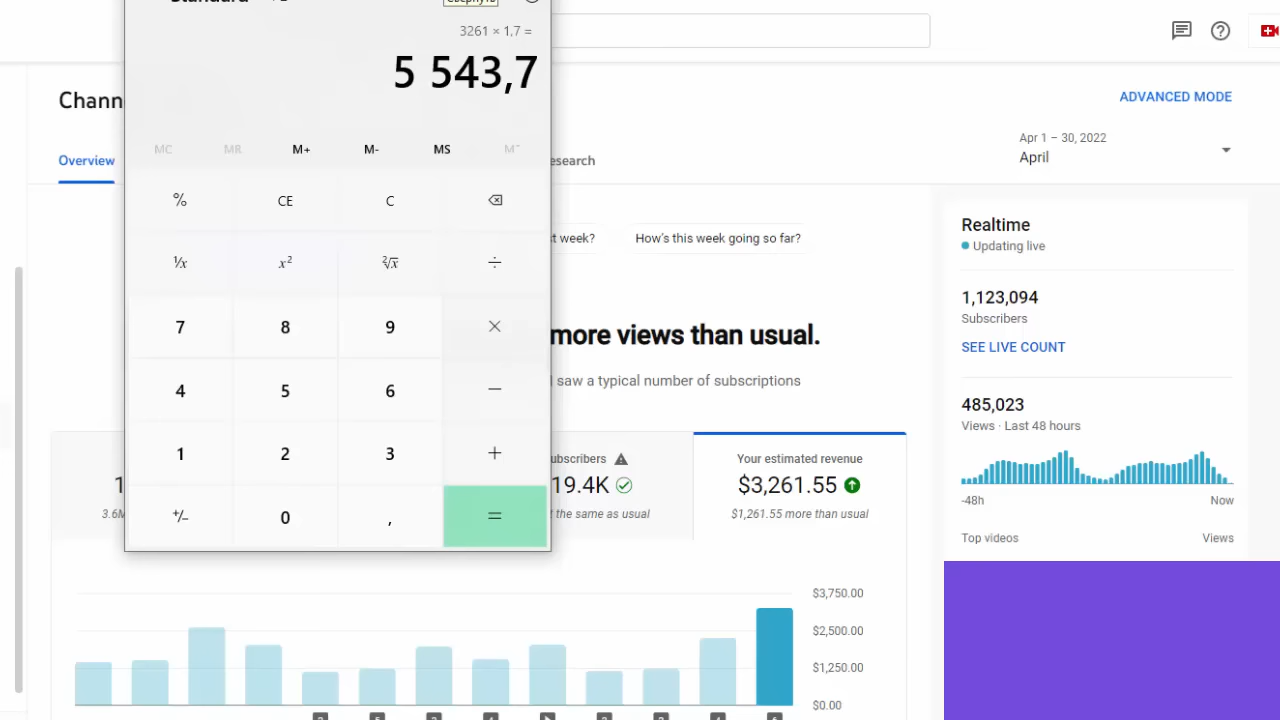 3261 × 1,7 =
5 543,7
ADVANCED MODE
Apr 1 – 30, 2022
April
Overview
MC MR M+ M- MS
Realtime
Updating live
% CE C
How's this week going so far?
week?
¹/x x² ²√x ÷
1,123,094
Subscribers
SEE LIVE COUNT
7 8 9 ×
more views than usual.
saw a typical number of subscriptions
4 5 6 −
485,023
Views · Last 48 hours
1 2 3 +
Your estimated revenue
$3,261.55
$1,261.55 more than usual
19.4K
the same as usual
+/− 0 , =
-48h Now
Top videos Views
$3,750.00
$2,500.00
$1,250.00
$0.00